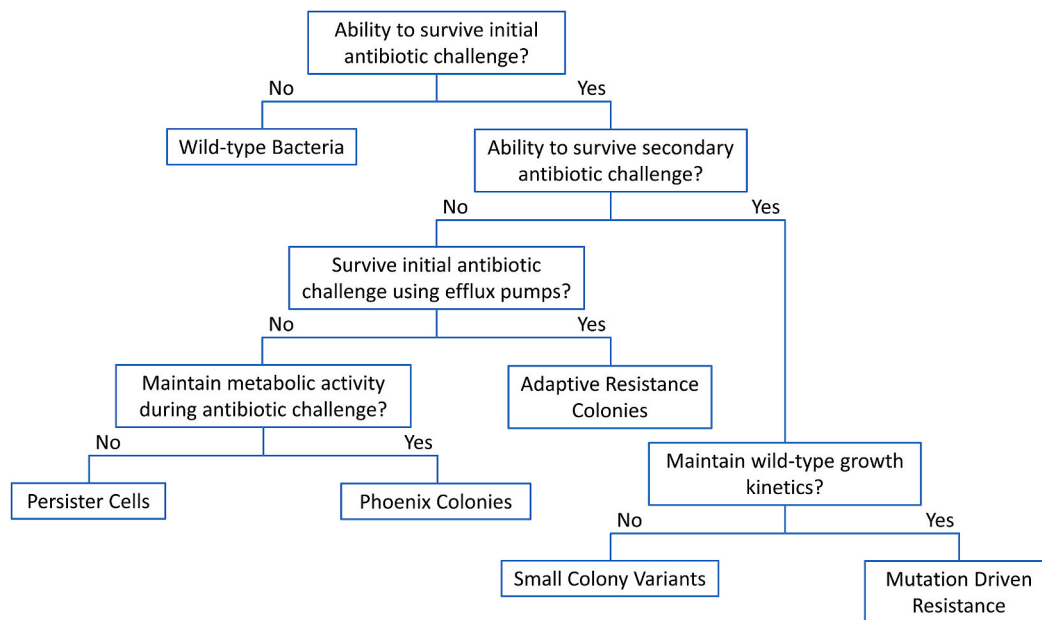 Ability to survive initial
antibiotic challenge?
No
Yes
Wild-type Bacteria
Ability to survive secondary
antibiotic challenge?
No
Yes
Survive initial antibiotic
challenge using efflux pumps?
No
Yes
Maintain metabolic activity
during antibiotic challenge?
Adaptive Resistance
Colonies
No
Yes
Maintain wild-type growth
kinetics?
Persister Cells
Phoenix Colonies
No
Yes
Small Colony Variants
Mutation Driven
Resistance